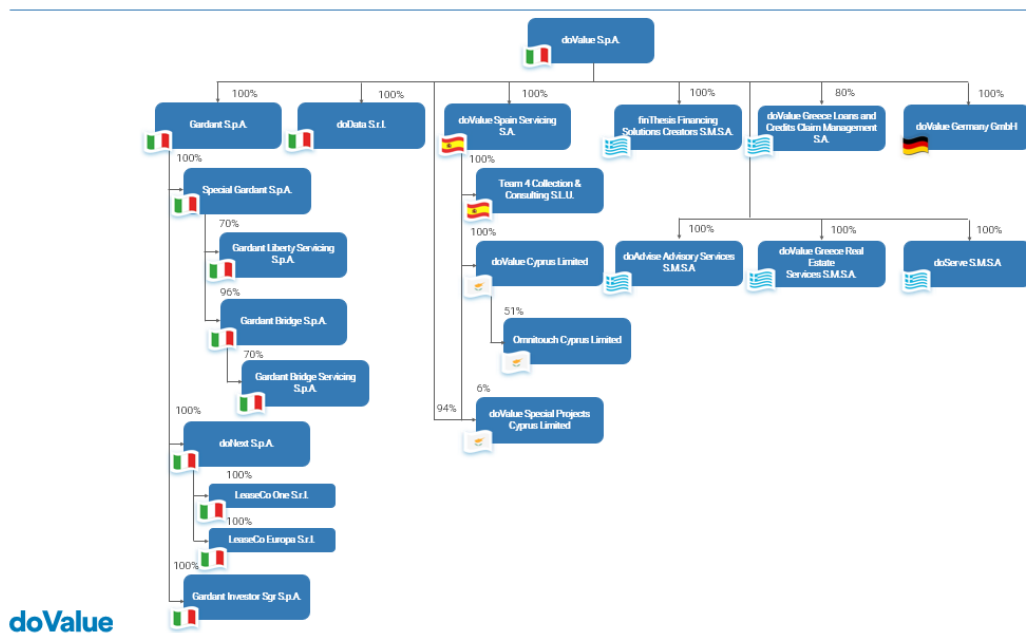 doValue S.p.A.
100%
100%
100%
100%
80%
100%
Gardant S.p.A.
doData S.r.l.
doValue Spain Servicing
S.A.
finThesis Financing
Solutions Creators S.M.S.A.
doValue Greece Loans and
Credits Claim Management
S.A.
doValue Germany GmbH
100%
Special Gardant S.p.A.
70%
Gardant Liberty Servicing
S.p.A.
96%
Gardant Bridge S.p.A.
70%
Gardant Bridge Servicing
S.p.A.
100%
doNext S.p.A.
100%
LeaseCo One S.r.l.
100%
LeaseCo Europa S.r.l.
100%
Gardant Investor Sgr S.p.A.
100%
Team 4 Collection &
Consulting S.L.U.
100%
doValue Cyprus Limited
51%
Omnitouch Cyprus Limited
6%
94%
doValue Special Projects
Cyprus Limited
100%
100%
100%
doAdvise Advisory Services
S.M.S.A
doValue Greece Real
Estate
Services S.M.S.A.
doServe S.M.S.A
doValue